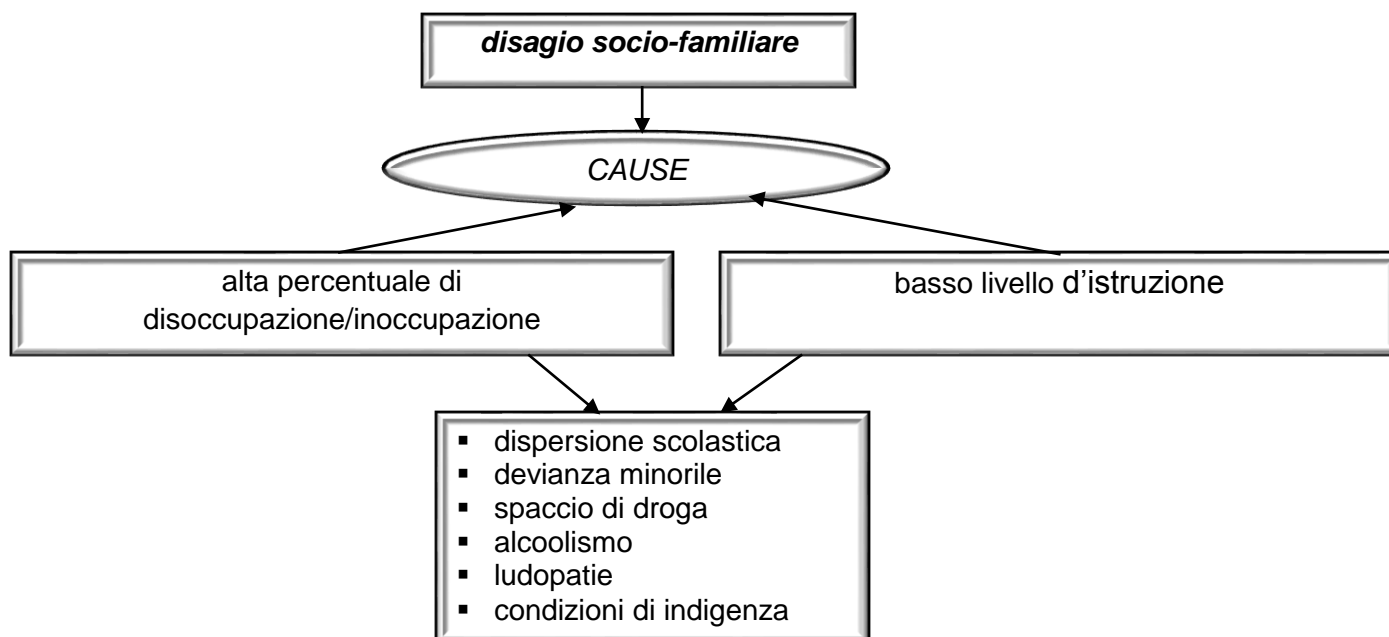 disagio socio-familiare
CAUSE
alta percentuale di
disoccupazione/inoccupazione
basso livello d’istruzione
▪ dispersione scolastica
▪ devianza minorile
▪ spaccio di droga
▪ alcoolismo
▪ ludopatie
▪ condizioni di indigenza